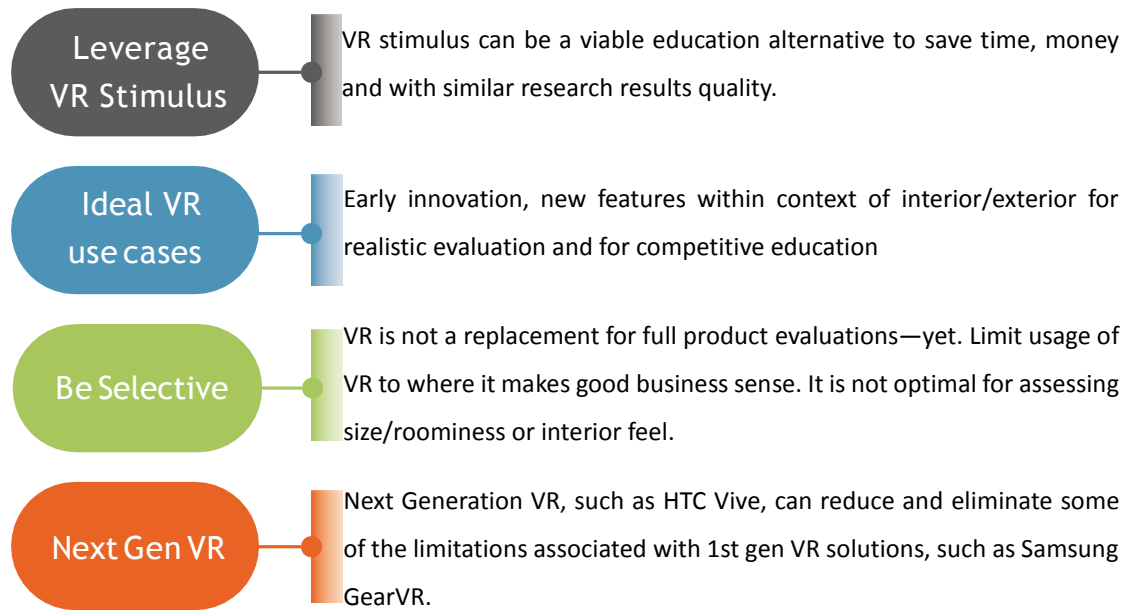 Leverage
VR Stimulus
VR stimulus can be a viable education alternative to save time, money
and with similar research results quality.
Ideal VR
use cases
Early innovation, new features within context of interior/exterior for
realistic evaluation and for competitive education
Be Selective
VR is not a replacement for full product evaluations—yet. Limit usage of
VR to where it makes good business sense. It is not optimal for assessing
size/roominess or interior feel.
Next Gen VR
Next Generation VR, such as HTC Vive, can reduce and eliminate some
of the limitations associated with 1st gen VR solutions, such as Samsung
GearVR.